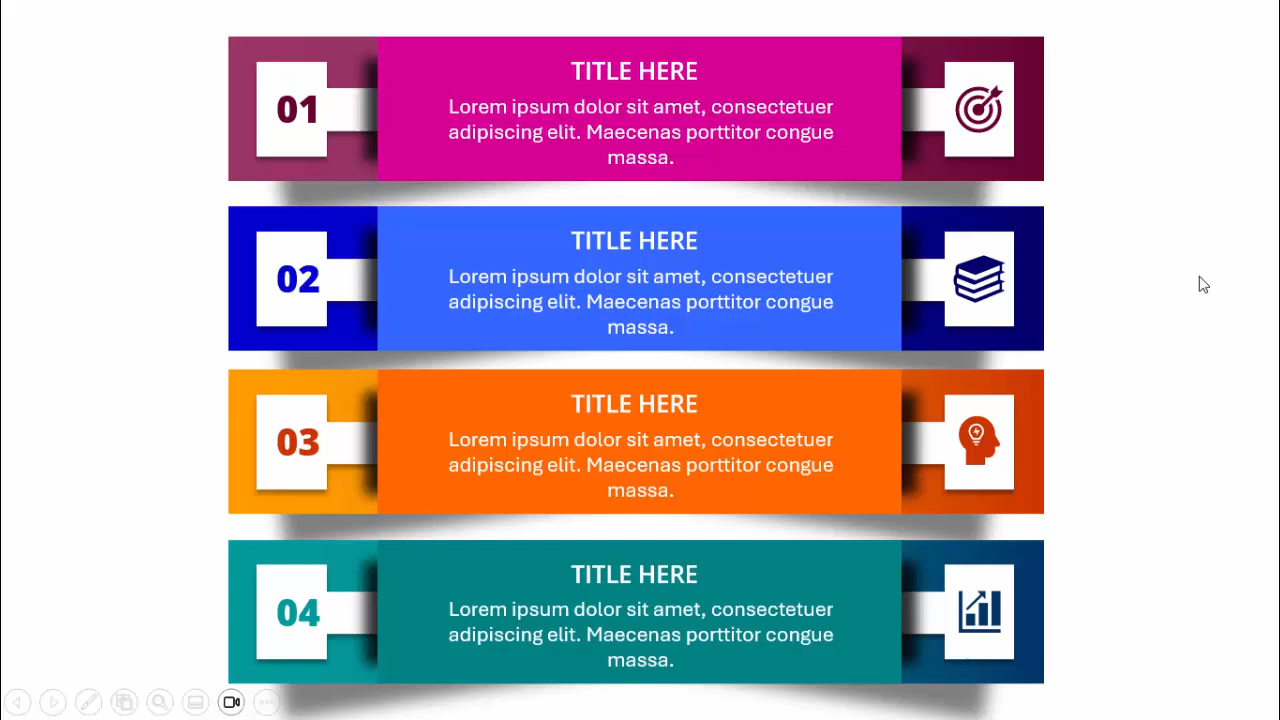 01
TITLE HERE
Lorem ipsum dolor sit amet, consectetuer
adipiscing elit. Maecenas porttitor congue
massa.
02
TITLE HERE
Lorem ipsum dolor sit amet, consectetuer
adipiscing elit. Maecenas porttitor congue
massa.
03
TITLE HERE
Lorem ipsum dolor sit amet, consectetuer
adipiscing elit. Maecenas porttitor congue
massa.
04
TITLE HERE
Lorem ipsum dolor sit amet, consectetuer
adipiscing elit. Maecenas porttitor congue
massa.